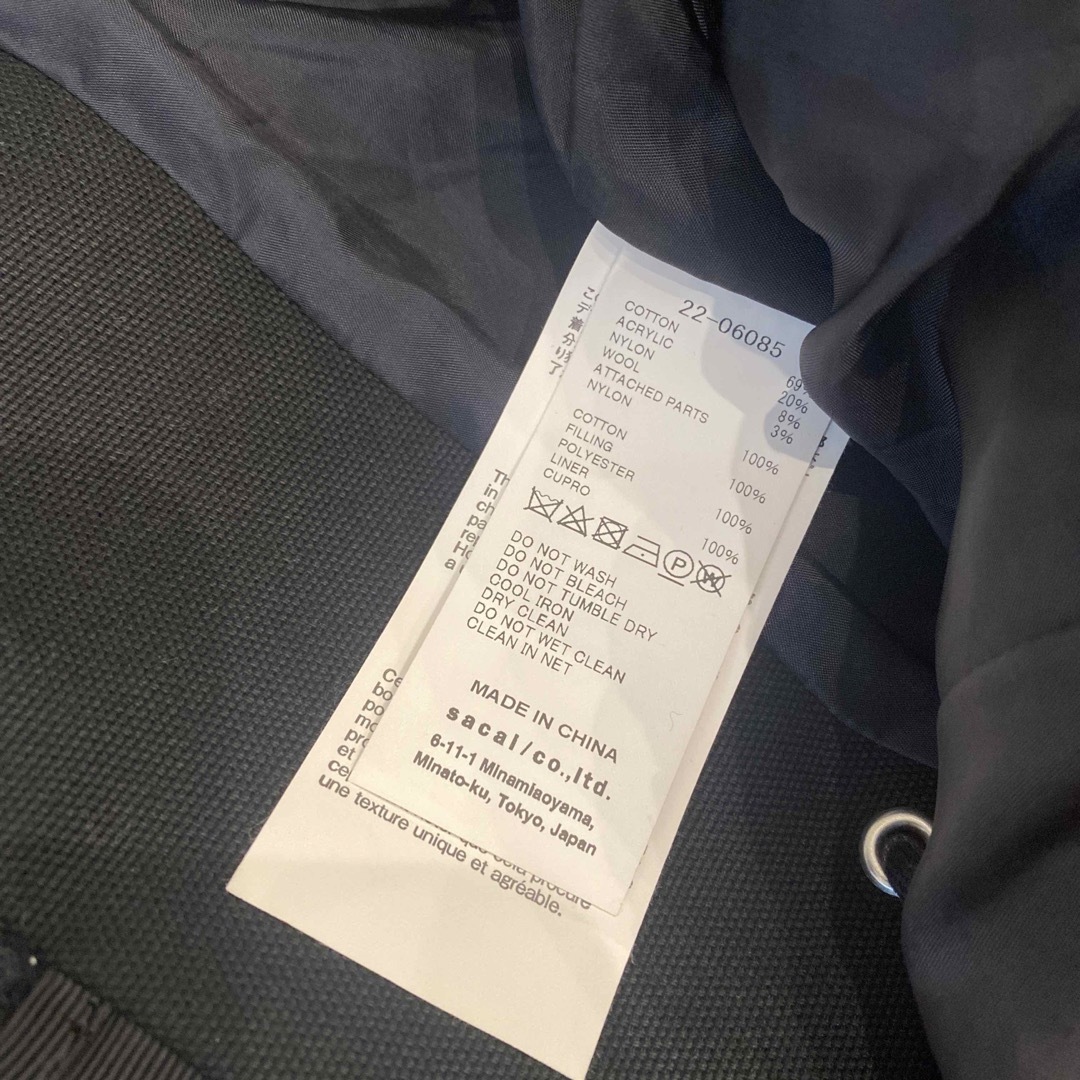 22-06085
COTTON 69%
ACRYLIC 20%
NYLON 8%
WOOL 3%
ATTACHED PARTS
NYLON 100%
COTTON 100%
FILLING
POLYESTER 100%
LINER
CUPRO 100%
P
W
DO NOT WASH
DO NOT BLEACH
DO NOT TUMBLE DRY
COOL IRON
DRY CLEAN
DO NOT WET CLEAN
CLEAN IN NET
MADE IN CHINA
sacai/co.,ltd.
6-11-1 Minamiaoyama,
Minato-ku, Tokyo, Japan
cela procure
une texture unique et agréable.